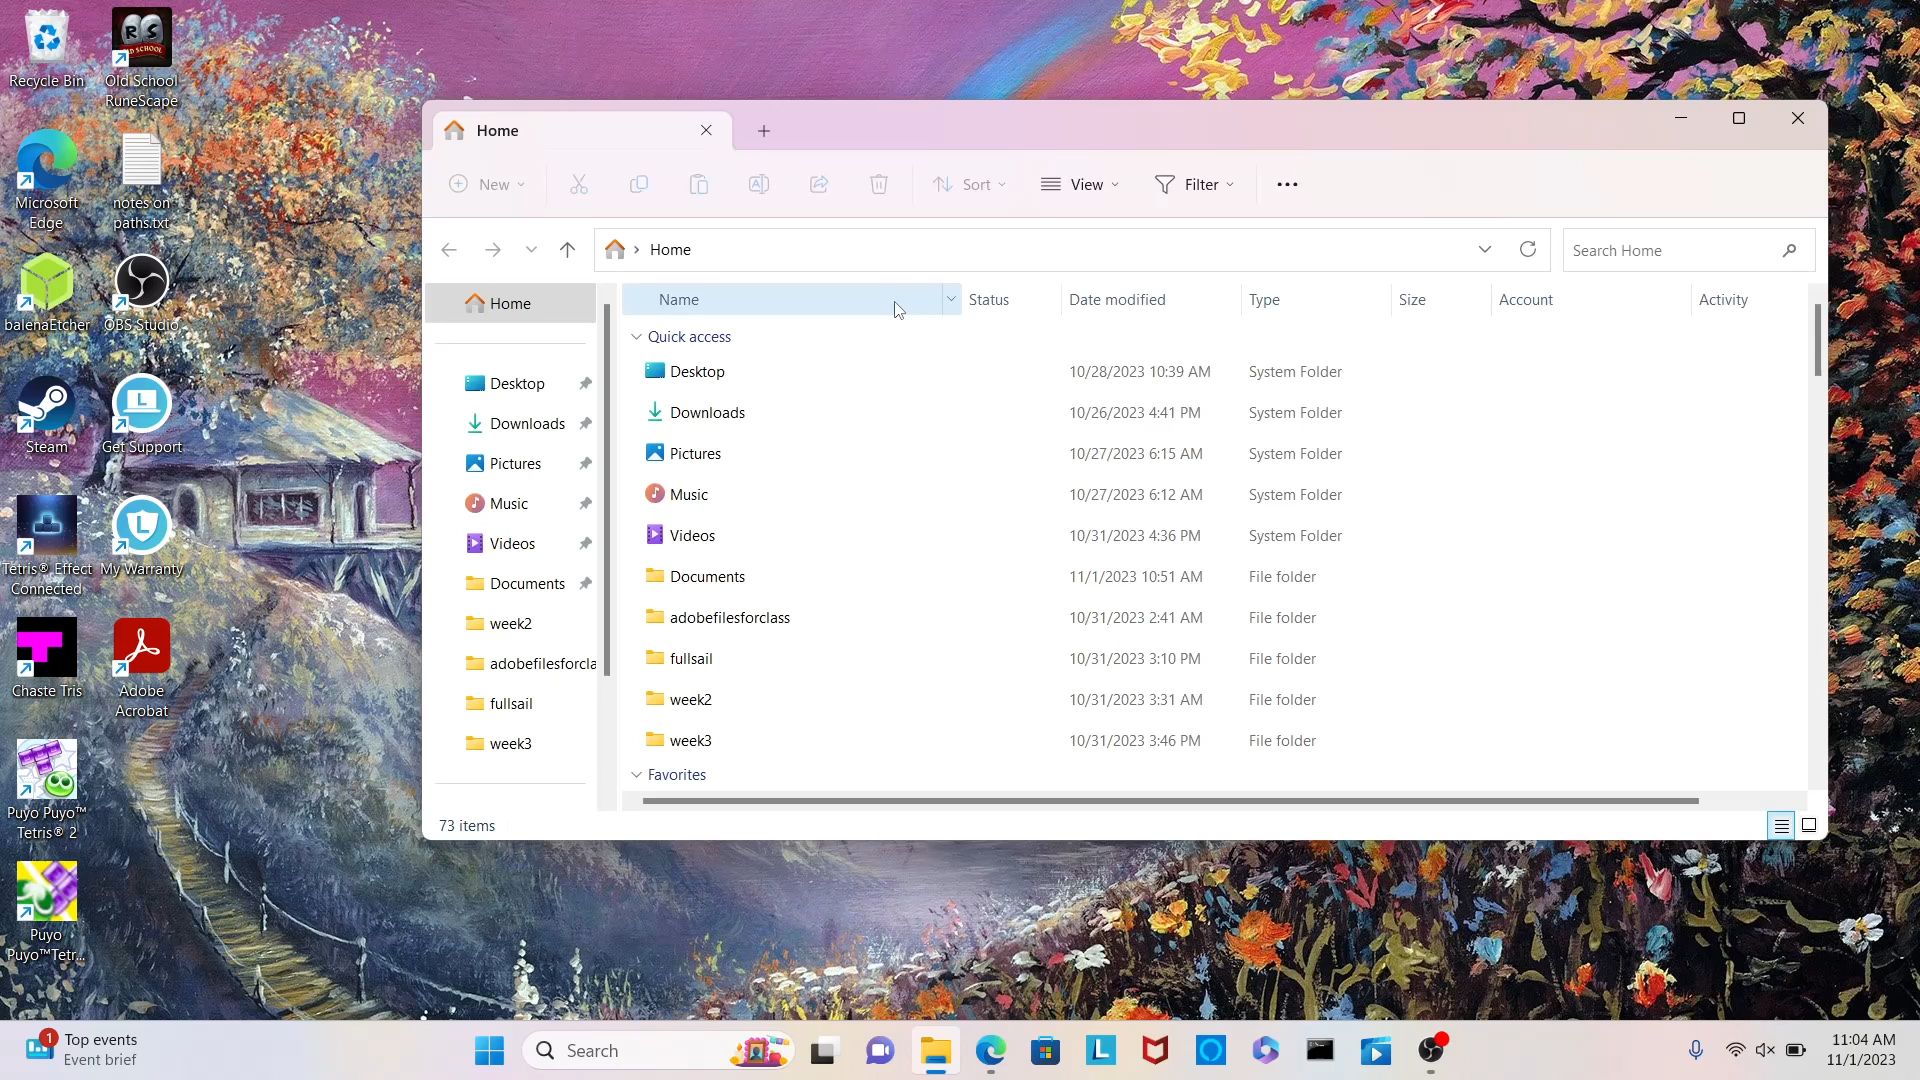 Recycle Bin
Old School
RuneScape
Microsoft
Edge
notes on
paths.txt
balenaEtcher
OBS Studio
Steam
Get Support
Tetris® Effect
Connected
My Warranty
Chaste Tris
Adobe
Acrobat
Puyo Puyo™
Tetris® 2
Puyo
Puyo™Tetr...
Home
New
Sort
View
Filter
Home
Search Home
Home
Desktop
Downloads
Pictures
Music
Videos
Documents
week2
adobefilesforcla
fullsail
week3
Name Status Date modified Type Size Account Activity
Quick access
Desktop 10/28/2023 10:39 AM System Folder
Downloads 10/26/2023 4:41 PM System Folder
Pictures 10/27/2023 6:15 AM System Folder
Music 10/27/2023 6:12 AM System Folder
Videos 10/31/2023 4:36 PM System Folder
Documents 11/1/2023 10:51 AM File folder
adobefilesforclass 10/31/2023 2:41 AM File folder
fullsail 10/31/2023 3:10 PM File folder
week2 10/31/2023 3:31 AM File folder
week3 10/31/2023 3:46 PM File folder
Favorites
73 items
1
Top events
Event brief
Search
11:04 AM
11/1/2023